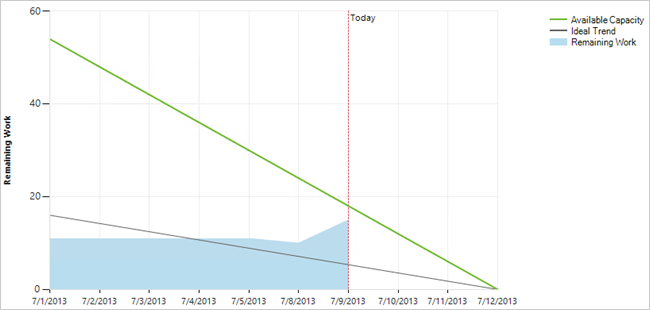 60
Today
Available Capacity
Ideal Trend
Remaining Work
40
Remaining Work
20
0
7/1/2013 7/2/2013 7/3/2013 7/4/2013 7/5/2013 7/8/2013 7/9/2013 7/10/2013 7/11/2013 7/12/2013